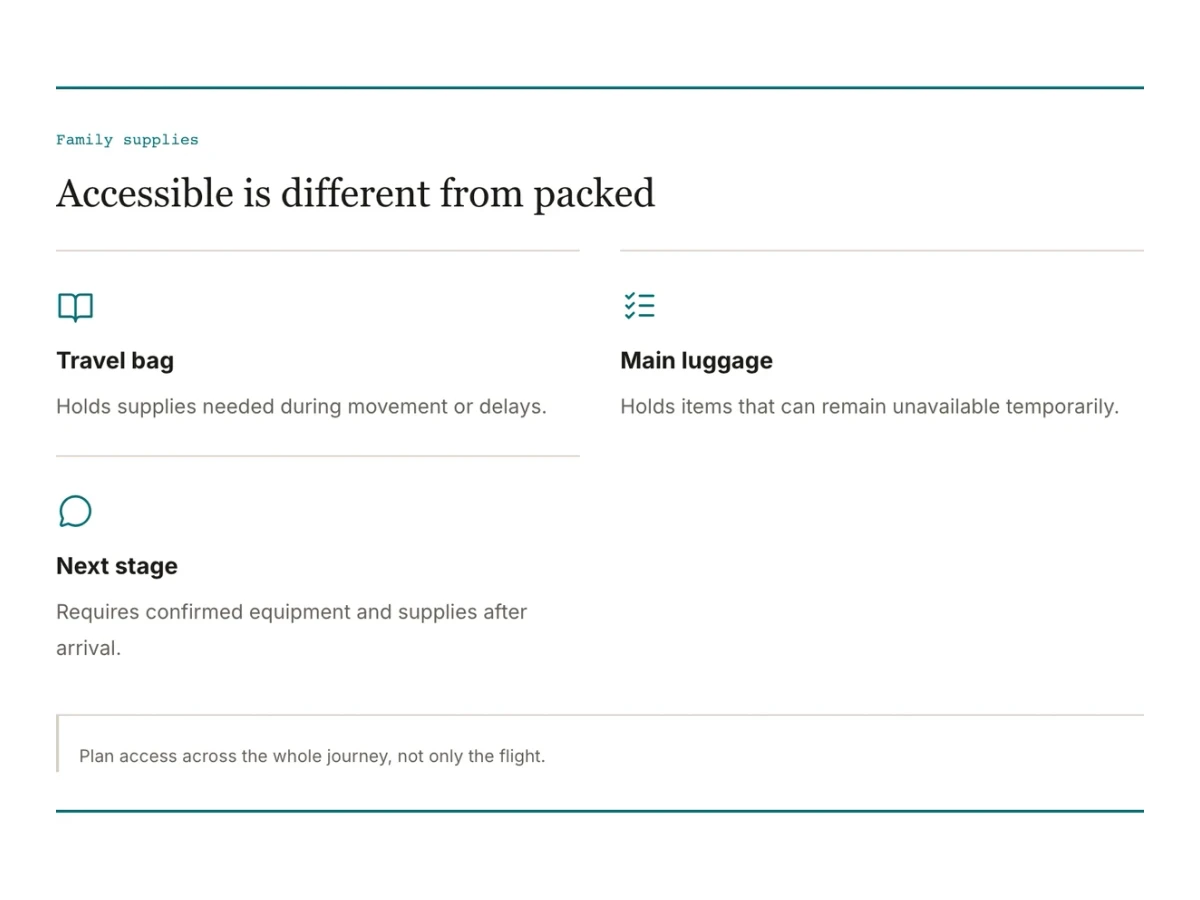 Family supplies
Accessible is different from packed
Travel bag
Holds supplies needed during movement or delays.
Main luggage
Holds items that can remain unavailable temporarily.
Next stage
Requires confirmed equipment and supplies after
arrival.
Plan access across the whole journey, not only the flight.